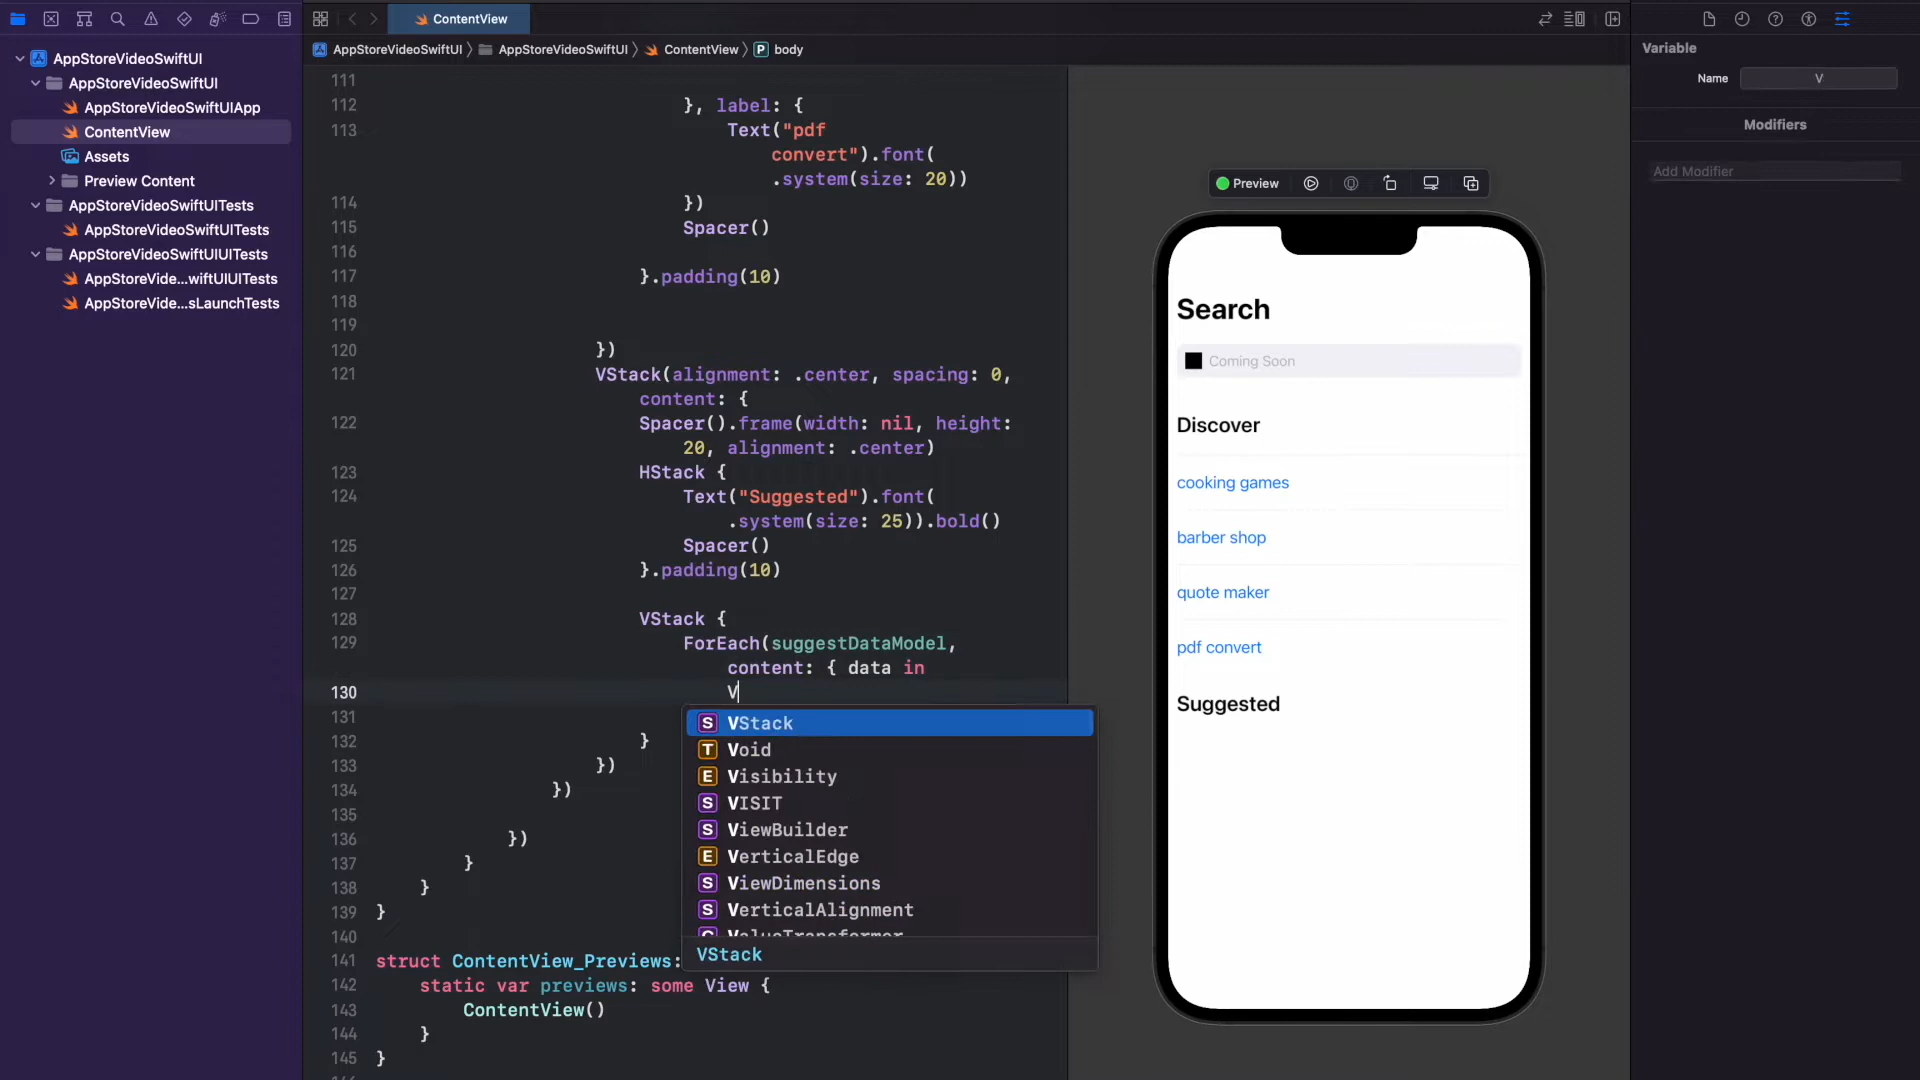 ContentView
AppStoreVideoSwiftUI
AppStoreVideoSwiftUI
ContentView
body
AppStoreVideoSwiftUI
AppStoreVideoSwiftUI
AppStoreVideoSwiftUIApp
ContentView
Assets
Preview Content
AppStoreVideoSwiftUITests
AppStoreVideoSwiftUITests
AppStoreVideoSwiftUIUITests
AppStoreVide...wiftUIUITests
AppStoreVide...sLaunchTests
111
112 }, label: {
113 Text("pdf
convert").font(
.system(size: 20))
114 })
115 Spacer()
116
117 }.padding(10)
118
119
120 })
121 VStack(alignment: .center, spacing: 0,
content: {
122 Spacer().frame(width: nil, height:
20, alignment: .center)
123 HStack {
124 Text("Suggested").font(
.system(size: 25)).bold()
125 Spacer()
126 }.padding(10)
127
128 VStack {
129 ForEach(suggestDataModel,
content: { data in
130 V
131
132 }
133 })
134 })
135
136 })
137 }
138 }
139 }
140
141 struct ContentView_Previews:
142 static var previews: some View {
143 ContentView()
144 }
145 }
S VStack
T Void
E Visibility
S VISIT
S ViewBuilder
E VerticalEdge
S ViewDimensions
S VerticalAlignment
C ValueTransformer
VStack
Preview
Search
Coming Soon
Discover
cooking games
barber shop
quote maker
pdf convert
Suggested
Variable
Name V
Modifiers
Add Modifier